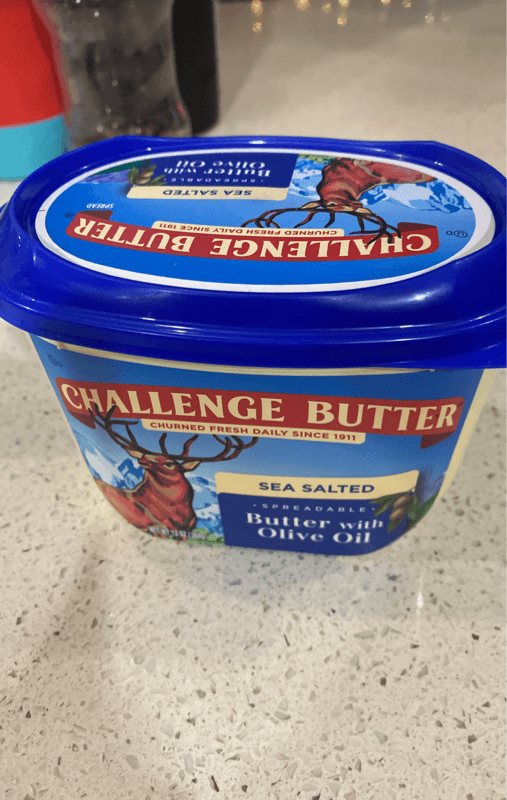 Butter with
Olive Oil
SPREADABLE
SEA SALTED
SPREAD
CHURNED FRESH DAILY SINCE 1911
CHALLENGE BUTTER
CHALLENGE BUTTER
CHURNED FRESH DAILY SINCE 1911
SEA SALTED
• SPREADABLE •
Butter with
Olive Oil